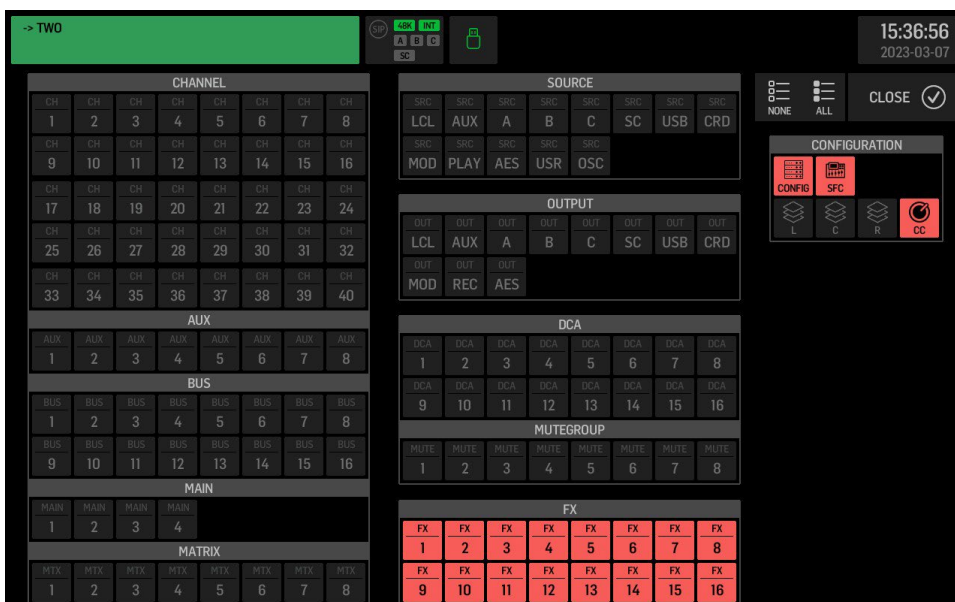 -> TWO
SIP
48K INT
A B C
SC
15:36:56
2023-03-07
CHANNEL
CH CH CH CH CH CH CH CH
1 2 3 4 5 6 7 8
CH CH CH CH CH CH CH CH
9 10 11 12 13 14 15 16
CH CH CH CH CH CH CH CH
17 18 19 20 21 22 23 24
CH CH CH CH CH CH CH CH
25 26 27 28 29 30 31 32
CH CH CH CH CH CH CH CH
33 34 35 36 37 38 39 40
AUX
AUX AUX AUX AUX AUX AUX AUX AUX
1 2 3 4 5 6 7 8
BUS
BUS BUS BUS BUS BUS BUS BUS BUS
1 2 3 4 5 6 7 8
BUS BUS BUS BUS BUS BUS BUS BUS
9 10 11 12 13 14 15 16
MAIN
MAIN MAIN MAIN MAIN
1 2 3 4
MATRIX
MTX MTX MTX MTX MTX MTX MTX MTX
1 2 3 4 5 6 7 8
SOURCE
SRC SRC SRC SRC SRC SRC SRC SRC
LCL AUX A B C SC USB CRD
SRC SRC SRC SRC SRC
MOD PLAY AES USR OSC
OUTPUT
OUT OUT OUT OUT OUT OUT OUT OUT
LCL AUX A B C SC USB CRD
OUT OUT OUT
MOD REC AES
DCA
DCA DCA DCA DCA DCA DCA DCA DCA
1 2 3 4 5 6 7 8
DCA DCA DCA DCA DCA DCA DCA DCA
9 10 11 12 13 14 15 16
MUTEGROUP
MUTE MUTE MUTE MUTE MUTE MUTE MUTE MUTE
1 2 3 4 5 6 7 8
FX
FX FX FX FX FX FX FX FX
1 2 3 4 5 6 7 8
FX FX FX FX FX FX FX FX
9 10 11 12 13 14 15 16
NONE ALL
CLOSE
CONFIGURATION
CONFIG SFC
L C R CC